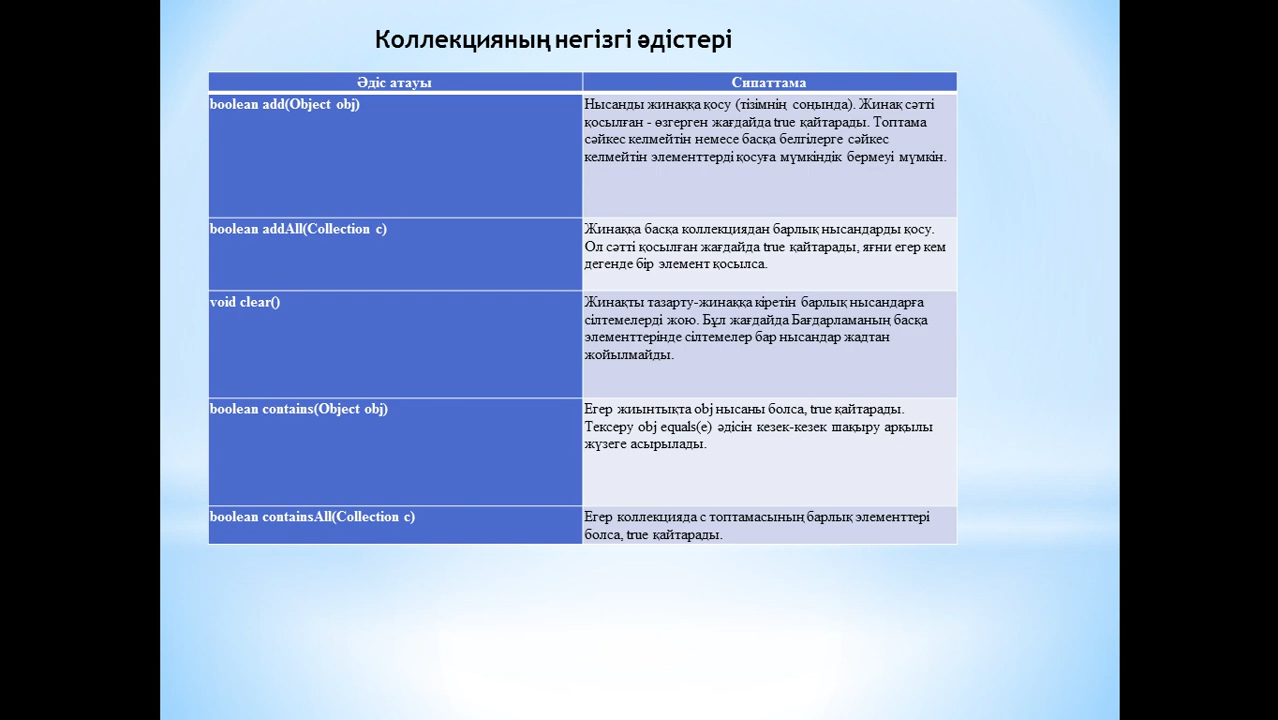 Коллекцияның негізгі әдістері
Әдіс атауы
Сипаттама
boolean add(Object obj)
Нысанды жинаққа қосу (тізімнің соңында). Жинақ сәтті
қосылған - өзгерген жағдайда true қайтарады. Топтама
сәйкес келмейтін немесе басқа белгілерге сәйкес
келмейтін элементтерді қосуға мүмкіндік бермеуі мүмкін.
boolean addAll(Collection c)
Жинаққа басқа коллекциядан барлық нысандарды қосу.
Ол сәтті қосылған жағдайда true қайтарады, яғни егер кем
дегенде бір элемент қосылса.
void clear()
Жинақты тазарту-жинаққа кіретін барлық нысандарға
сілтемелерді жою. Бұл жағдайда Бағдарламаның басқа
элементтерінде сілтемелер бар нысандар жадтан
жойылмайды.
boolean contains(Object obj)
Егер жиынтықта obj нысаны болса, true қайтарады.
Тексеру obj equals(e) әдісін кезек-кезек шақыру арқылы
жүзеге асырылады.
boolean containsAll(Collection c)
Егер коллекцияда с топтамасының барлық элементтері
болса, true қайтарады.